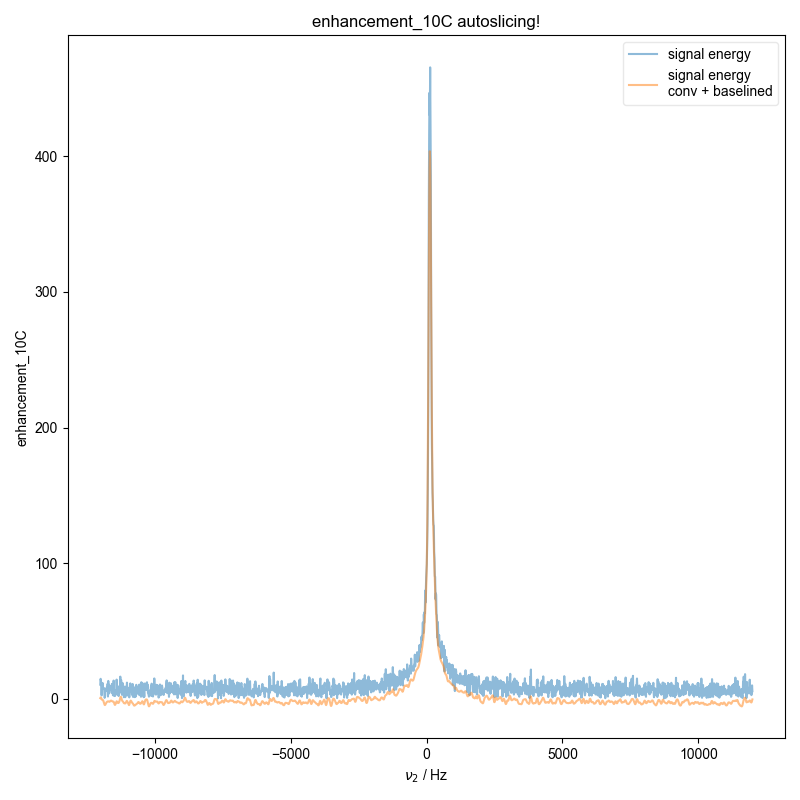 enhancement_10C autoslicing!
signal energy
signal energy
conv + baselined
enhancement_10C
400
300
200
100
0
−10000
−5000
0
5000
10000
ν₂ / Hz